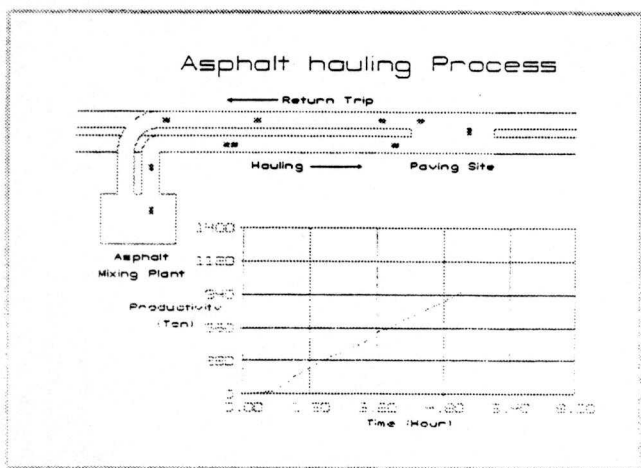 Asphalt hauling Process
Return Trip
Hauling
Paving Site
Asphalt
Mixing Plant
Productivity
(Ton)
1400
1120
840
560
280
0
0.00 1.60 3.20 4.80 6.40 8.00
Time (Hour)